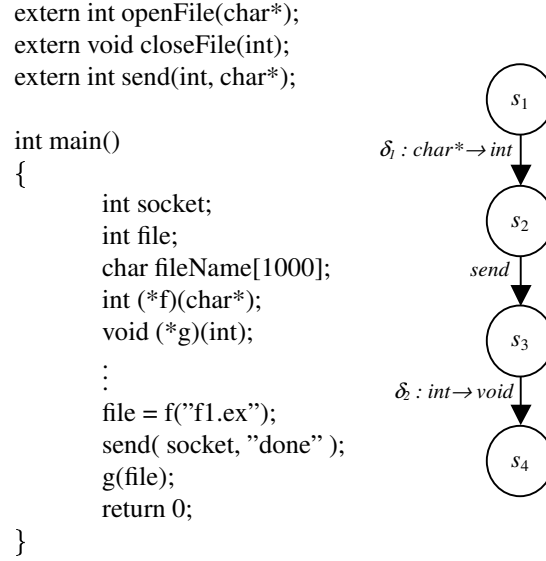 extern int openFile(char*);
extern void closeFile(int);
extern int send(int, char*);
int main()
{
int socket;
int file;
char fileName[1000];
int (*f)(char*);
void (*g)(int);
⋮
file = f(”f1.ex”);
send( socket, ”done” );
g(file);
return 0;
}
s₁
δ₁ : char*→int
s₂
send
s₃
δ₂ : int→void
s₄